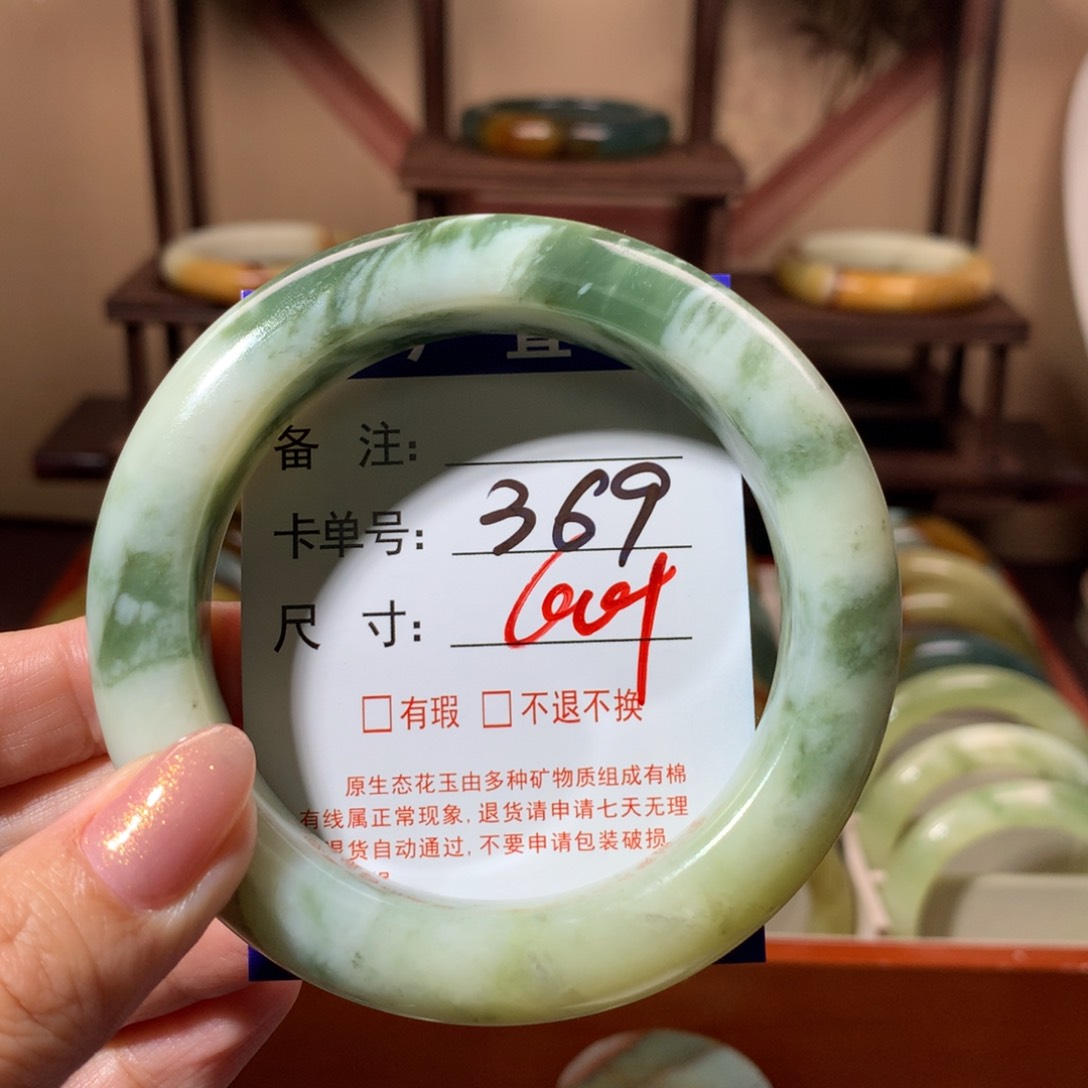 备 注:
卡单号: 369
尺 寸:
□有瑕 □不退不换
原生态花玉由多种矿物质组成有棉
有线属正常现象, 退货请申请七天无理
退货自动通过, 不要申请包装破损